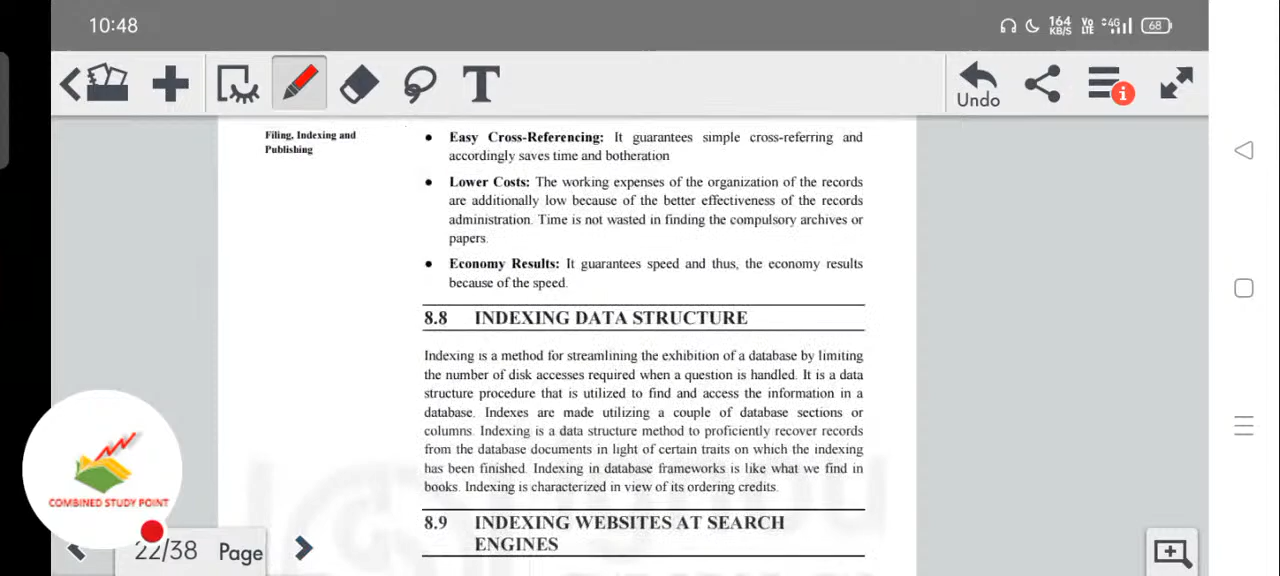 10:48
164 KB/S Vo LTE 4G 68
Undo
Filing, Indexing and
Publishing
• Easy Cross-Referencing: It guarantees simple cross-referring and
accordingly saves time and botheration
• Lower Costs: The working expenses of the organization of the records
are additionally low because of the better effectiveness of the records
administration. Time is not wasted in finding the compulsory archives or
papers.
• Economy Results: It guarantees speed and thus, the economy results
because of the speed.
8.8 INDEXING DATA STRUCTURE
Indexing is a method for streamlining the exhibition of a database by limiting
the number of disk accesses required when a question is handled. It is a data
structure procedure that is utilized to find and access the information in a
database. Indexes are made utilizing a couple of database sections or
columns. Indexing is a data structure method to proficiently recover records
from the database documents in light of certain traits on which the indexing
has been finished. Indexing in database frameworks is like what we find in
books. Indexing is characterized in view of its ordering credits.
8.9 INDEXING WEBSITES AT SEARCH
ENGINES
COMBINED STUDY POINT
22/38 Page